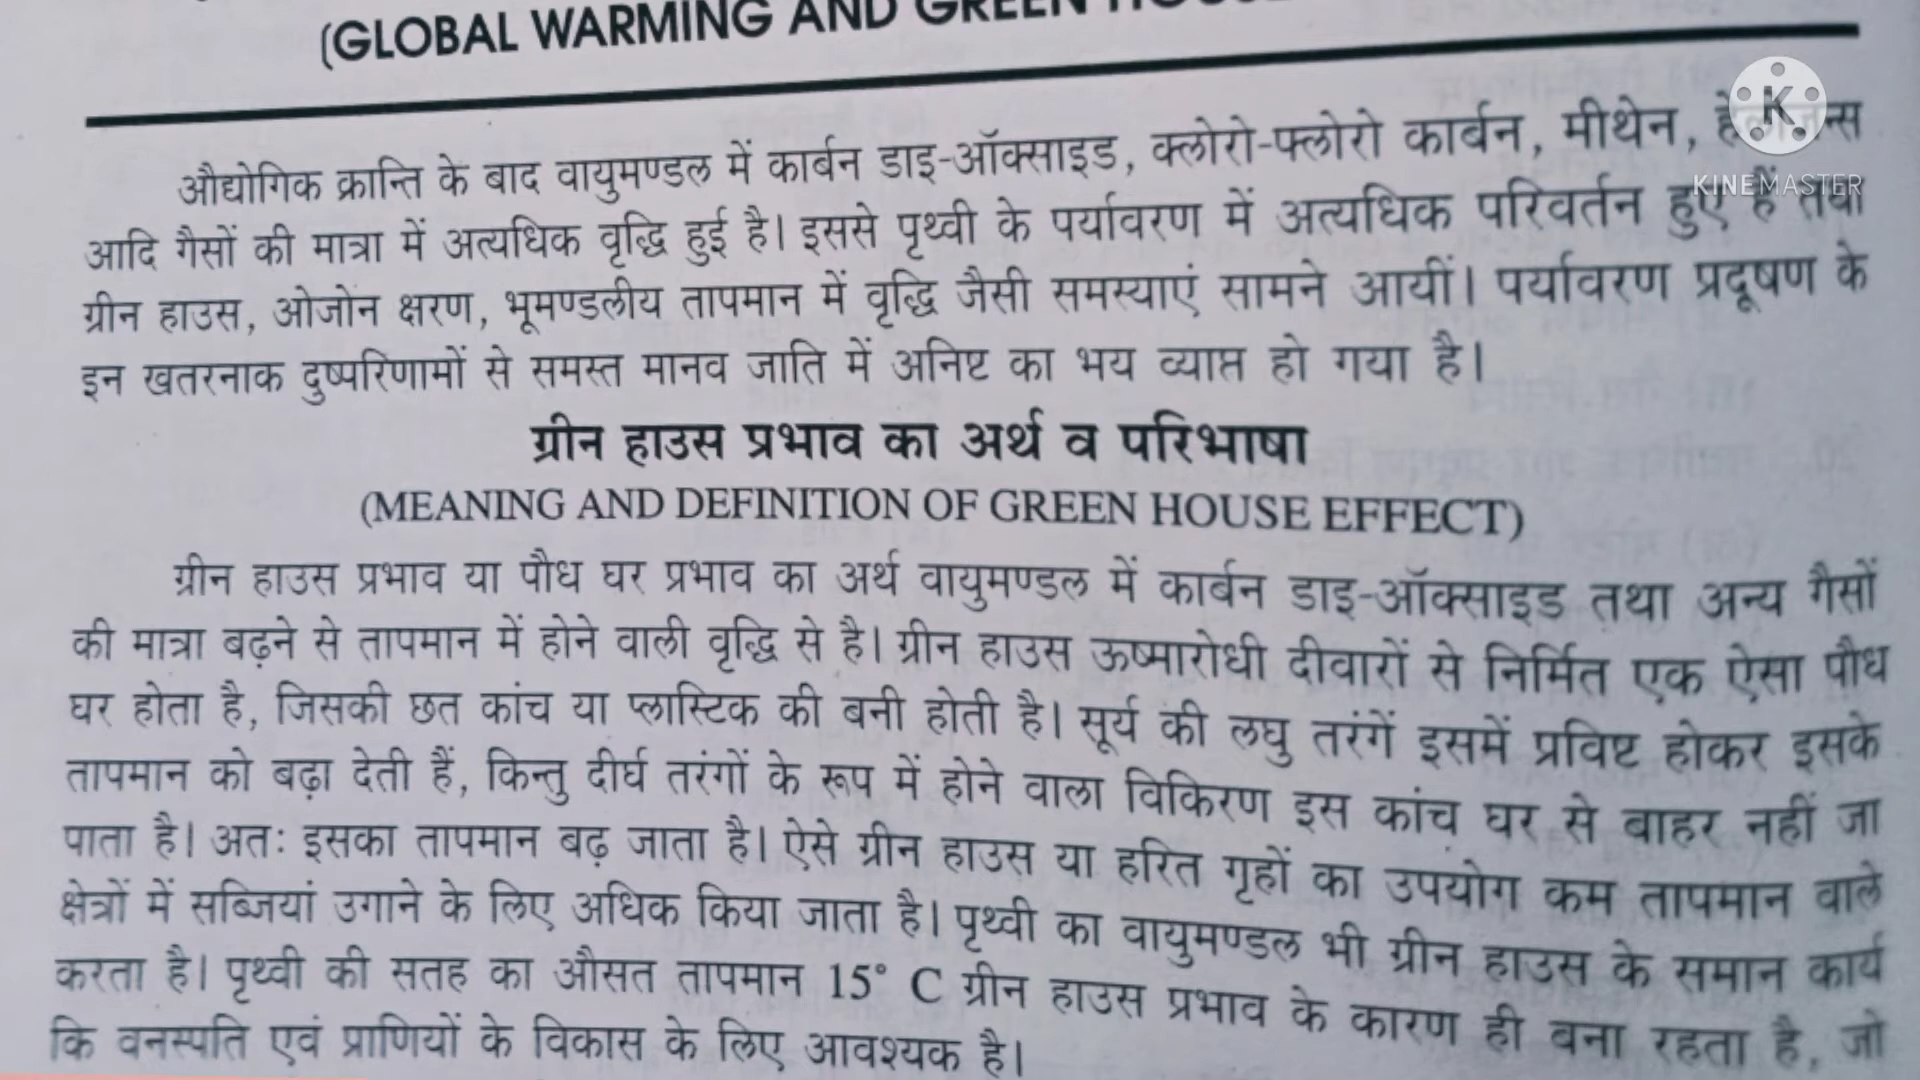 (GLOBAL WARMING AND GREEN HOUSE
औद्योगिक क्रान्ति के बाद वायुमण्डल में कार्बन डाइ-ऑक्साइड, क्लोरो-फ्लोरो कार्बन, मीथेन,
आदि गैसों की मात्रा में अत्यधिक वृद्धि हुई है। इससे पृथ्वी के पर्यावरण में अत्यधिक परिवर्तन हुए हैं तथा
ग्रीन हाउस, ओजोन क्षरण, भूमण्डलीय तापमान में वृद्धि जैसी समस्याएं सामने आयीं। पर्यावरण प्रदूषण के
इन खतरनाक दुष्परिणामों से समस्त मानव जाति में अनिष्ट का भय व्याप्त हो गया है।
ग्रीन हाउस प्रभाव का अर्थ व परिभाषा
(MEANING AND DEFINITION OF GREEN HOUSE EFFECT)
ग्रीन हाउस प्रभाव या पौध घर प्रभाव का अर्थ वायुमण्डल में कार्बन डाइ-ऑक्साइड तथा अन्य गैसों
की मात्रा बढ़ने से तापमान में होने वाली वृद्धि से है। ग्रीन हाउस ऊष्मारोधी दीवारों से निर्मित एक ऐसा पौध
घर होता है, जिसकी छत कांच या प्लास्टिक की बनी होती है। सूर्य की लघु तरंगें इसमें प्रविष्ट होकर इसके
तापमान को बढ़ा देती हैं, किन्तु दीर्घ तरंगों के रूप में होने वाला विकिरण इस कांच घर से बाहर नहीं जा
पाता है। अतः इसका तापमान बढ़ जाता है। ऐसे ग्रीन हाउस या हरित गृहों का उपयोग कम तापमान वाले
क्षेत्रों में सब्जियां उगाने के लिए अधिक किया जाता है। पृथ्वी का वायुमण्डल भी ग्रीन हाउस के समान कार्य
करता है। पृथ्वी की सतह का औसत तापमान 15° C ग्रीन हाउस प्रभाव के कारण ही बना रहता है, जो
कि वनस्पति एवं प्राणियों के विकास के लिए आवश्यक है।
K
KINEMASTER